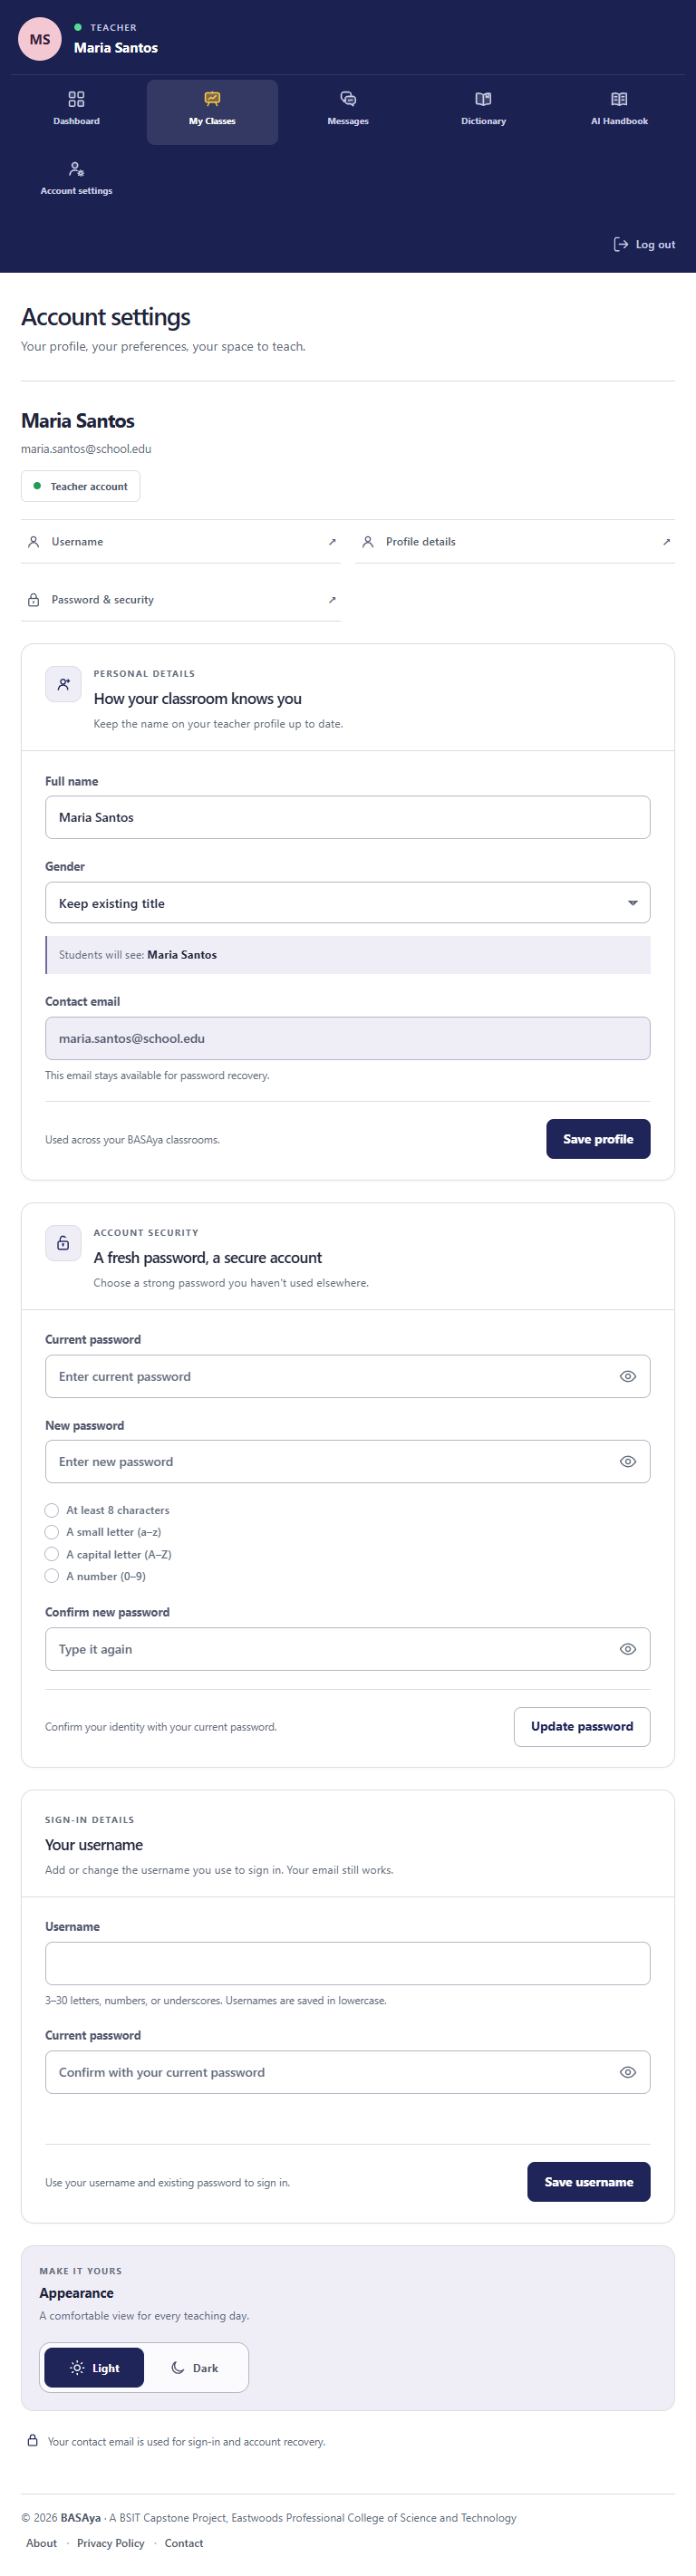 MS
TEACHER
Maria Santos
Dashboard
My Classes
Messages
Dictionary
AI Handbook
Account settings
Log out
Account settings
Your profile, your preferences, your space to teach.
Maria Santos
maria.santos@school.edu
Teacher account
Username ↗
Profile details ↗
Password & security ↗
PERSONAL DETAILS
How your classroom knows you
Keep the name on your teacher profile up to date.
Full name
Maria Santos
Gender
Keep existing title
Students will see: Maria Santos
Contact email
maria.santos@school.edu
This email stays available for password recovery.
Used across your BASAya classrooms.
Save profile
ACCOUNT SECURITY
A fresh password, a secure account
Choose a strong password you haven't used elsewhere.
Current password
Enter current password
New password
Enter new password
At least 8 characters
A small letter (a–z)
A capital letter (A–Z)
A number (0–9)
Confirm new password
Type it again
Confirm your identity with your current password.
Update password
SIGN-IN DETAILS
Your username
Add or change the username you use to sign in. Your email still works.
Username
3–30 letters, numbers, or underscores. Usernames are saved in lowercase.
Current password
Confirm with your current password
Use your username and existing password to sign in.
Save username
MAKE IT YOURS
Appearance
A comfortable view for every teaching day.
Light
Dark
Your contact email is used for sign-in and account recovery.
© 2026 BASAya · A BSIT Capstone Project, Eastwoods Professional College of Science and Technology
About · Privacy Policy · Contact